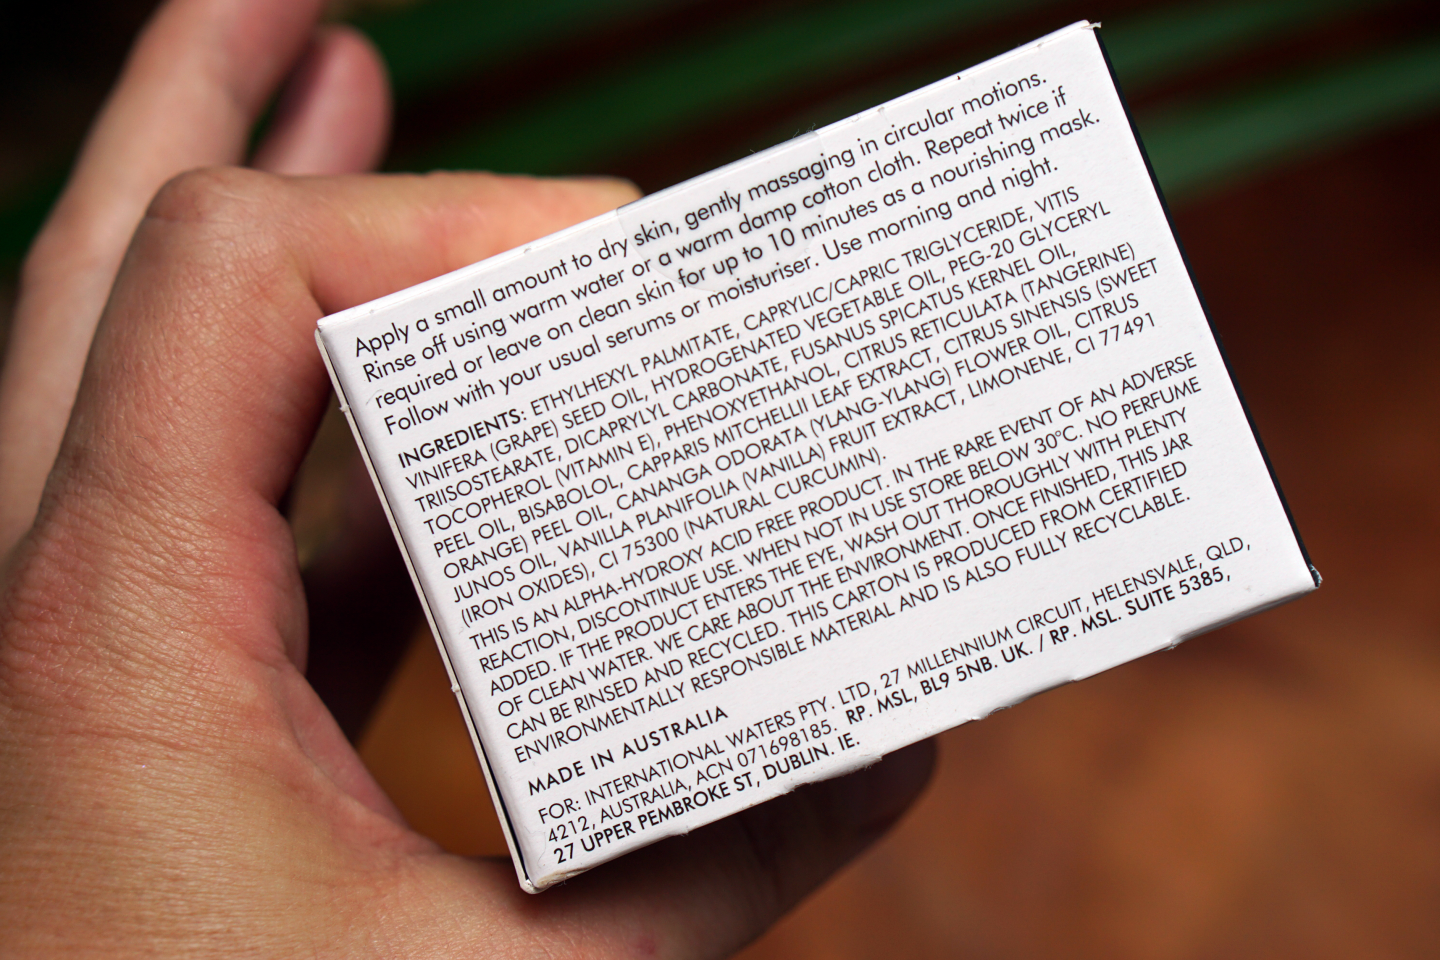 Apply a small amount to dry skin, gently massaging in circular motions.
Rinse off using warm water or a warm damp cotton cloth. Repeat twice if
required or leave on clean skin for up to 10 minutes as a nourishing mask.
Follow with your usual serums or moisturiser. Use morning and night.
INGREDIENTS: ETHYLHEXYL PALMITATE, CAPRYLIC/CAPRIC TRIGLYCERIDE, VITIS
VINIFERA (GRAPE) SEED OIL, HYDROGENATED VEGETABLE OIL, PEG-20 GLYCERYL
TRIISOSTEARATE, DICAPRYLYL CARBONATE, FUSANUS SPICATUS KERNEL OIL,
TOCOPHEROL (VITAMIN E), PHENOXYETHANOL, CITRUS RETICULATA (TANGERINE)
PEEL OIL, BISABOLOL, CAPPARIS MITCHELLII LEAF EXTRACT, CITRUS SINENSIS (SWEET
ORANGE) PEEL OIL, CANANGA ODORATA (YLANG-YLANG) FLOWER OIL, CITRUS
JUNOS OIL, VANILLA PLANIFOLIA (VANILLA) FRUIT EXTRACT, LIMONENE, CI 77491
(IRON OXIDES), CI 75300 (NATURAL CURCUMIN).
THIS IS AN ALPHA-HYDROXY ACID FREE PRODUCT. IN THE RARE EVENT OF AN ADVERSE
REACTION, DISCONTINUE USE. WHEN NOT IN USE STORE BELOW 30°C. NO PERFUME
ADDED. IF THE PRODUCT ENTERS THE EYE, WASH OUT THOROUGHLY WITH PLENTY
OF CLEAN WATER. WE CARE ABOUT THE ENVIRONMENT. ONCE FINISHED, THIS JAR
CAN BE RINSED AND RECYCLED. THIS CARTON IS PRODUCED FROM CERTIFIED
ENVIRONMENTALLY RESPONSIBLE MATERIAL AND IS ALSO FULLY RECYCLABLE.
MADE IN AUSTRALIA
FOR: INTERNATIONAL WATERS PTY. LTD, 27 MILLENNIUM CIRCUIT, HELENSVALE, QLD,
4212, AUSTRALIA, ACN 071698185. RP. MSL, BL9 5NB. UK. / RP. MSL. SUITE 5385,
27 UPPER PEMBROKE ST, DUBLIN. IE.